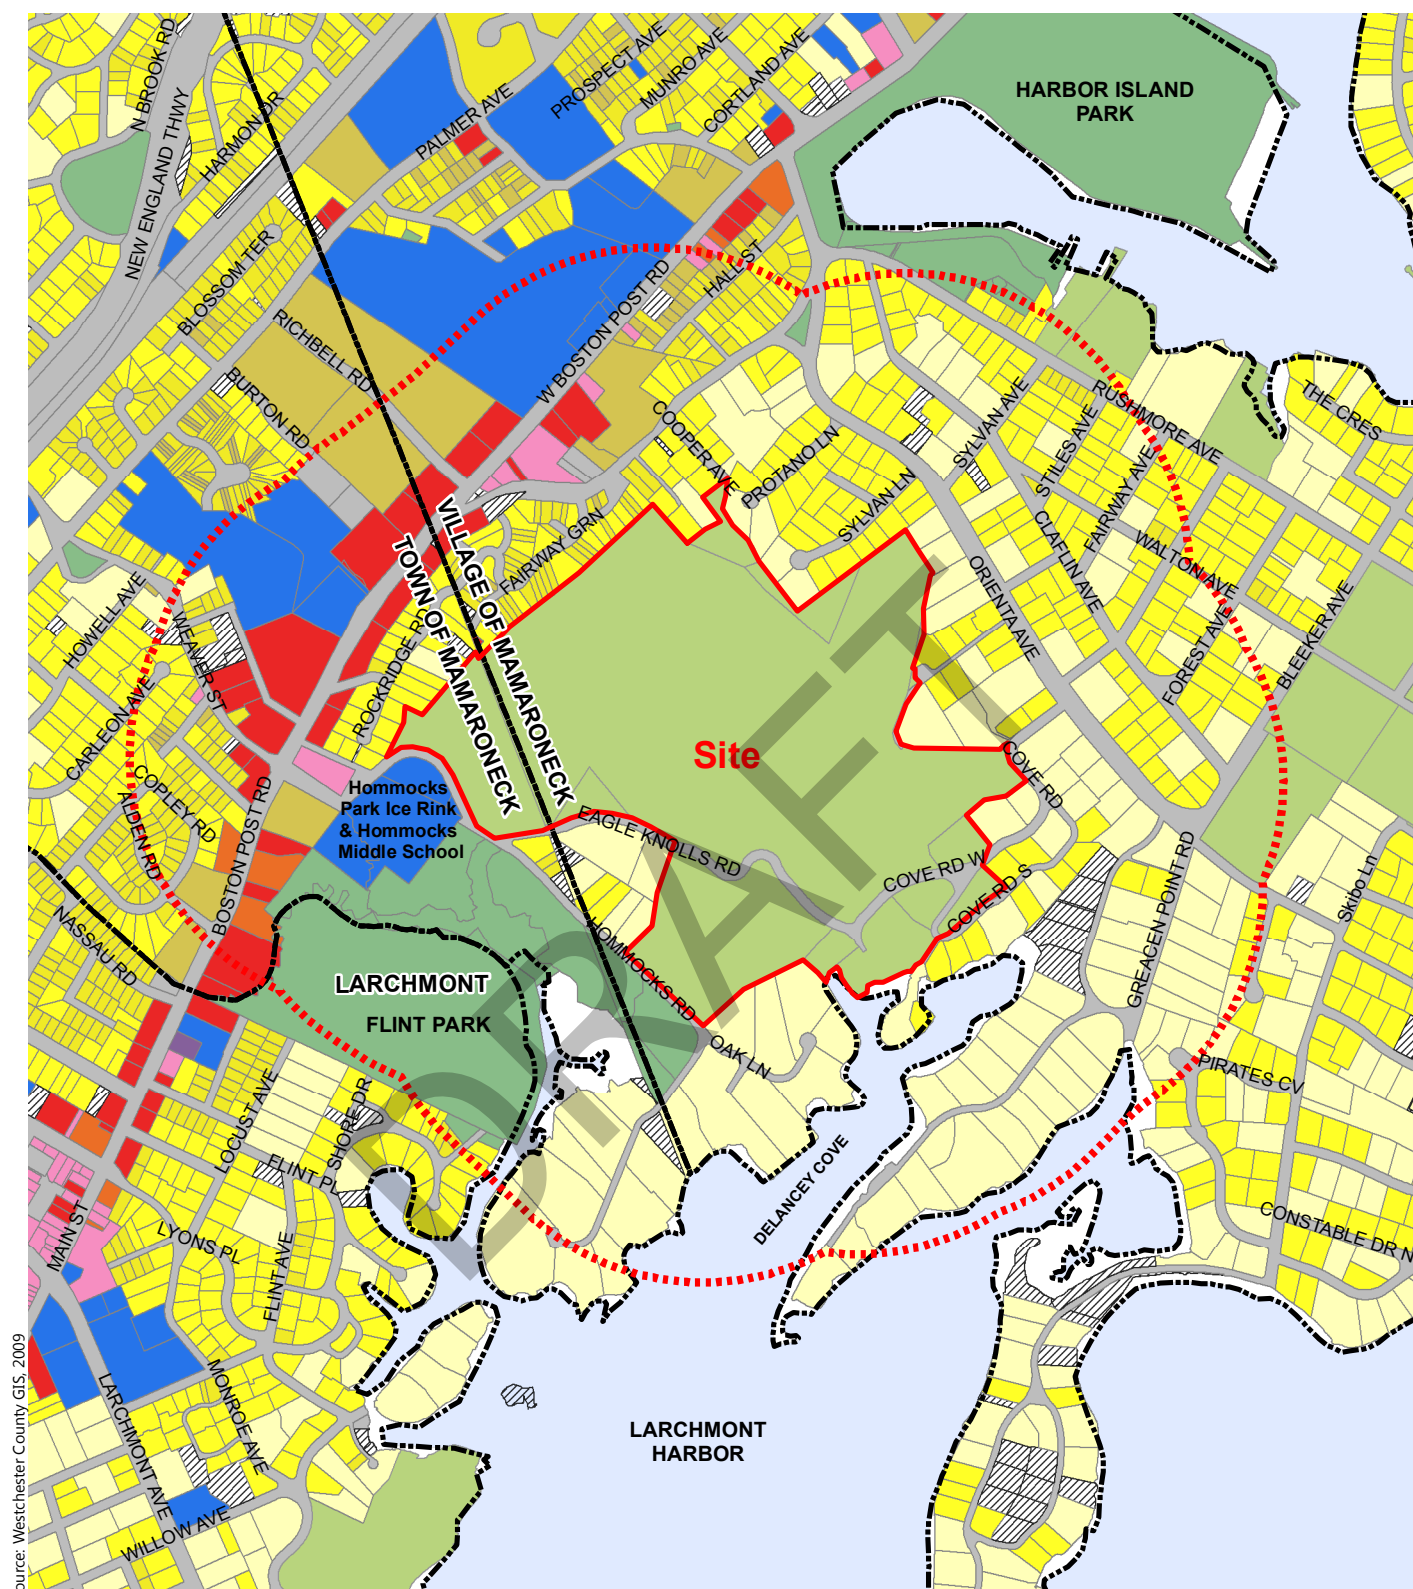 N BROOK RD
NEW ENGLAND THWY
HARMON DR
PALMER AVE
PROSPECT AVE
MUNRO AVE
CORTLAND AVE
HARBOR ISLAND
PARK
BLOSSOM TER
RICHBELL RD
BURTON RD
W BOSTON POST RD
HALL ST
COOPER AVE
PROTANO LN
SYLVAN LN
SYLVAN AVE
STILES AVE
RUSHMORE AVE
THE CRES
FAIRWAY AVE
CLAFLIN AVE
WALTON AVE
ORIENTA AVE
FOREST AVE
BLEEKER AVE
FAIRWAY GRN
VILLAGE OF MAMARONECK
TOWN OF MAMARONECK
ROCKRIDGE RD
HOWELL AVE
WEAVER ST
CARLEON AVE
COPLEY RD
ALDEN RD
BOSTON POST RD
NASSAU RD
Hommocks
Park Ice Rink
& Hommocks
Middle School
Site
EAGLE KNOLLS RD
COVE RD
COVE RD W
COVE RD S
HOMMOCKS RD
OAK LN
GREACEN POINT RD
Skibo Ln
PIRATES CV
CONSTABLE DR N
LARCHMONT
FLINT PARK
DRAFT
LOCUST AVE
SHORE DR
FLINT PL
LYONS PL
FLINT AVE
MAIN ST
MONROE AVE
LARCHMONT AVE
WILLOW AVE
DELANCEY COVE
LARCHMONT
HARBOR
ource: Westchester County GIS, 2009